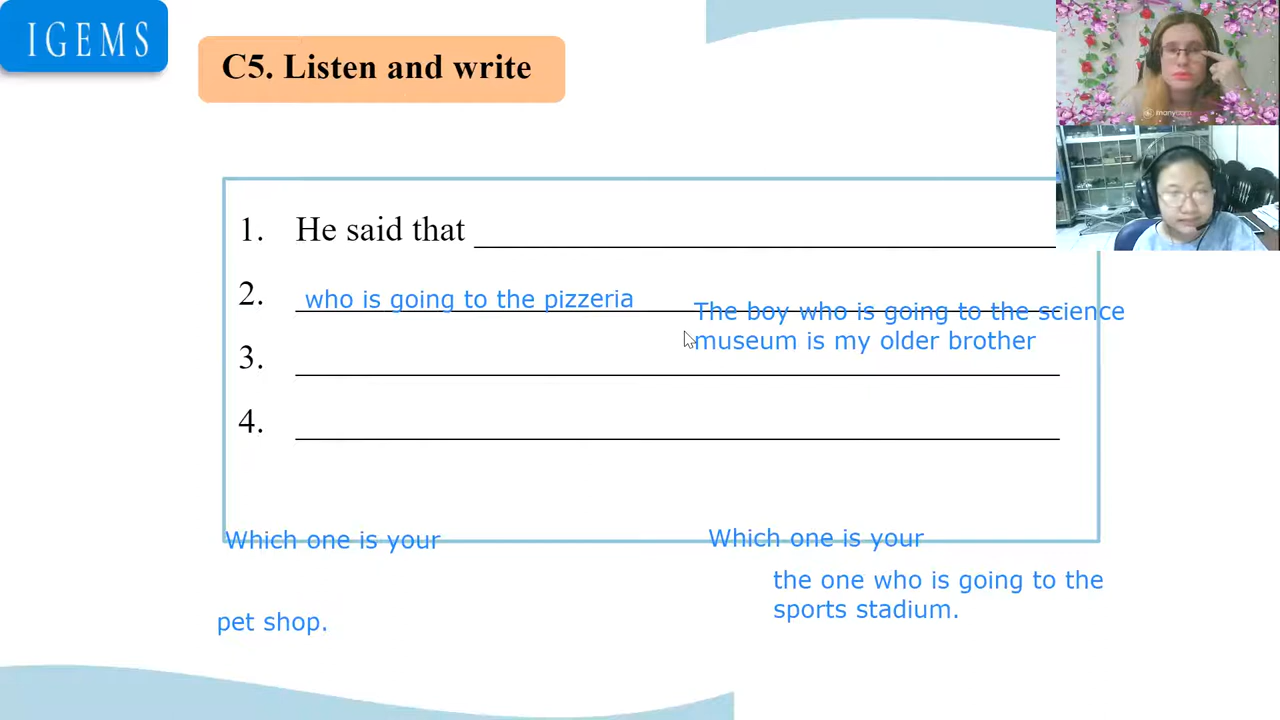 IGEMS
C5. Listen and write
manycam
1. He said that
2. who is going to the pizzeria
The boy who is going to the science
museum is my older brother
3.
4.
Which one is your
Which one is your
the one who is going to the
sports stadium.
pet shop.